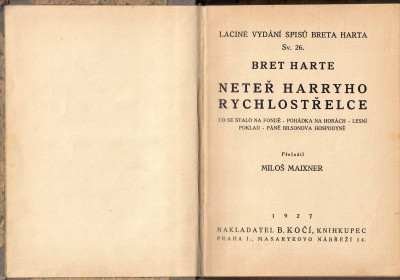 LACINÉ VYDÁNÍ SPISŮ BRETA HARTA
Sv. 26.
BRET HARTE
NETEŘ HARRYHO
RYCHLOSTŘELCE
CO SE STALO NA FONDĚ - POHÁDKA NA HORÁCH - LESNÍ
POKLAD - PÁNĚ BILSONOVA HOSPODYNĚ
Přeložil
MILOŠ MAIXNER
1927
NAKLADATEL B. KOČÍ, KNIHKUPEC
PRAHA I., MASARYKOVO NÁBŘEŽÍ 14.